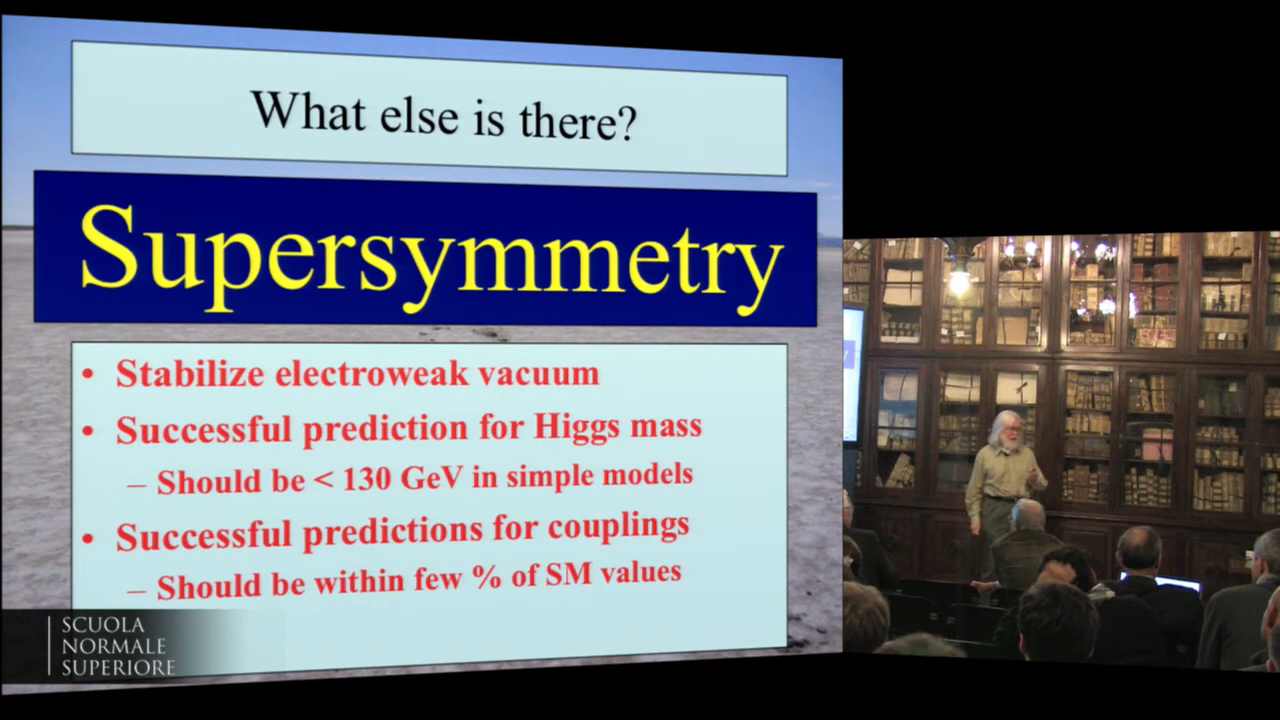 What else is there?
Supersymmetry
• Stabilize electroweak vacuum
• Successful prediction for Higgs mass
– Should be < 130 GeV in simple models
• Successful predictions for couplings
– Should be within few % of SM values
SCUOLA
NORMALE
SUPERIORE